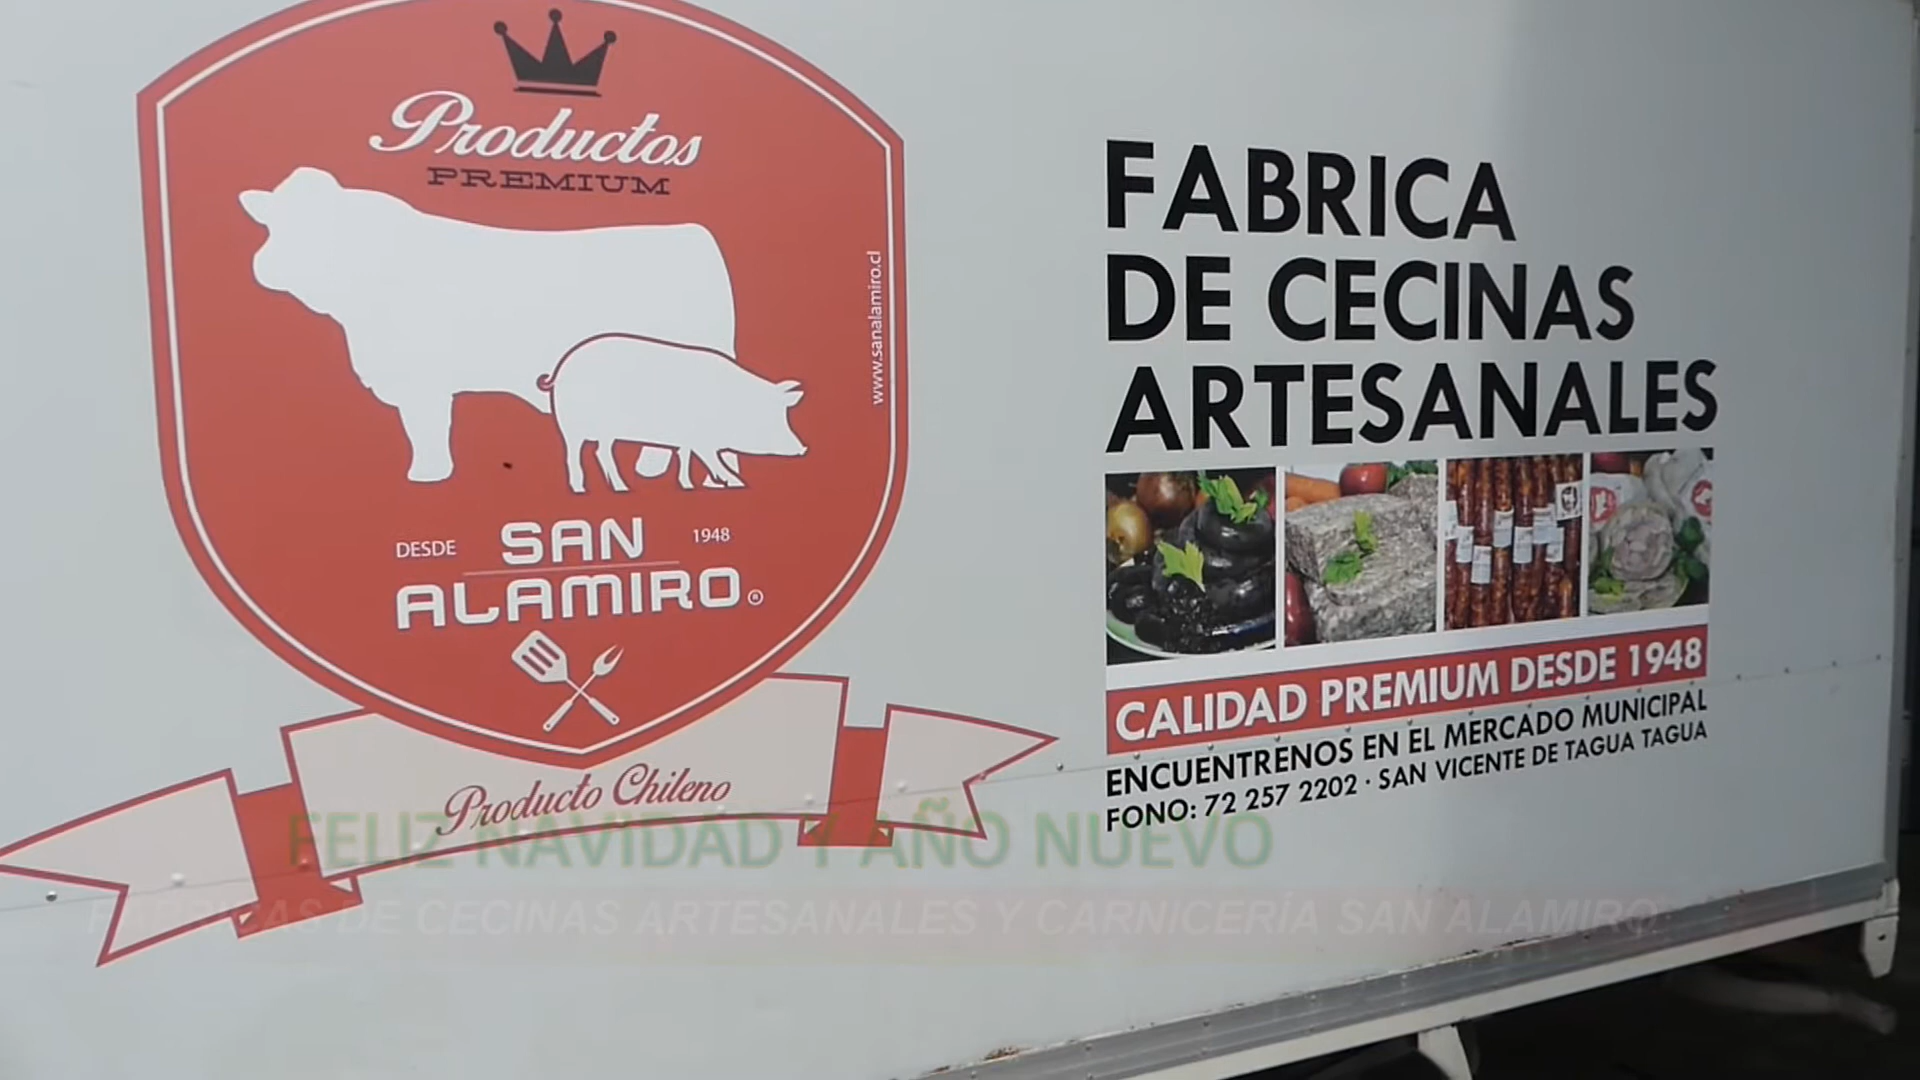 Productos
PREMIUM
www.sanalamiro.cl
DESDE SAN 1948
ALAMIRO®
Producto Chileno
FABRICA
DE CECINAS
ARTESANALES
CALIDAD PREMIUM DESDE 1948
ENCUENTRENOS EN EL MERCADO MUNICIPAL
FONO: 72 257 2202 · SAN VICENTE DE TAGUA TAGUA
FELIZ NAVIDAD Y AÑO NUEVO
FABRICAS DE CECINAS ARTESANALES Y CARNICERÍA SAN ALAMIRO